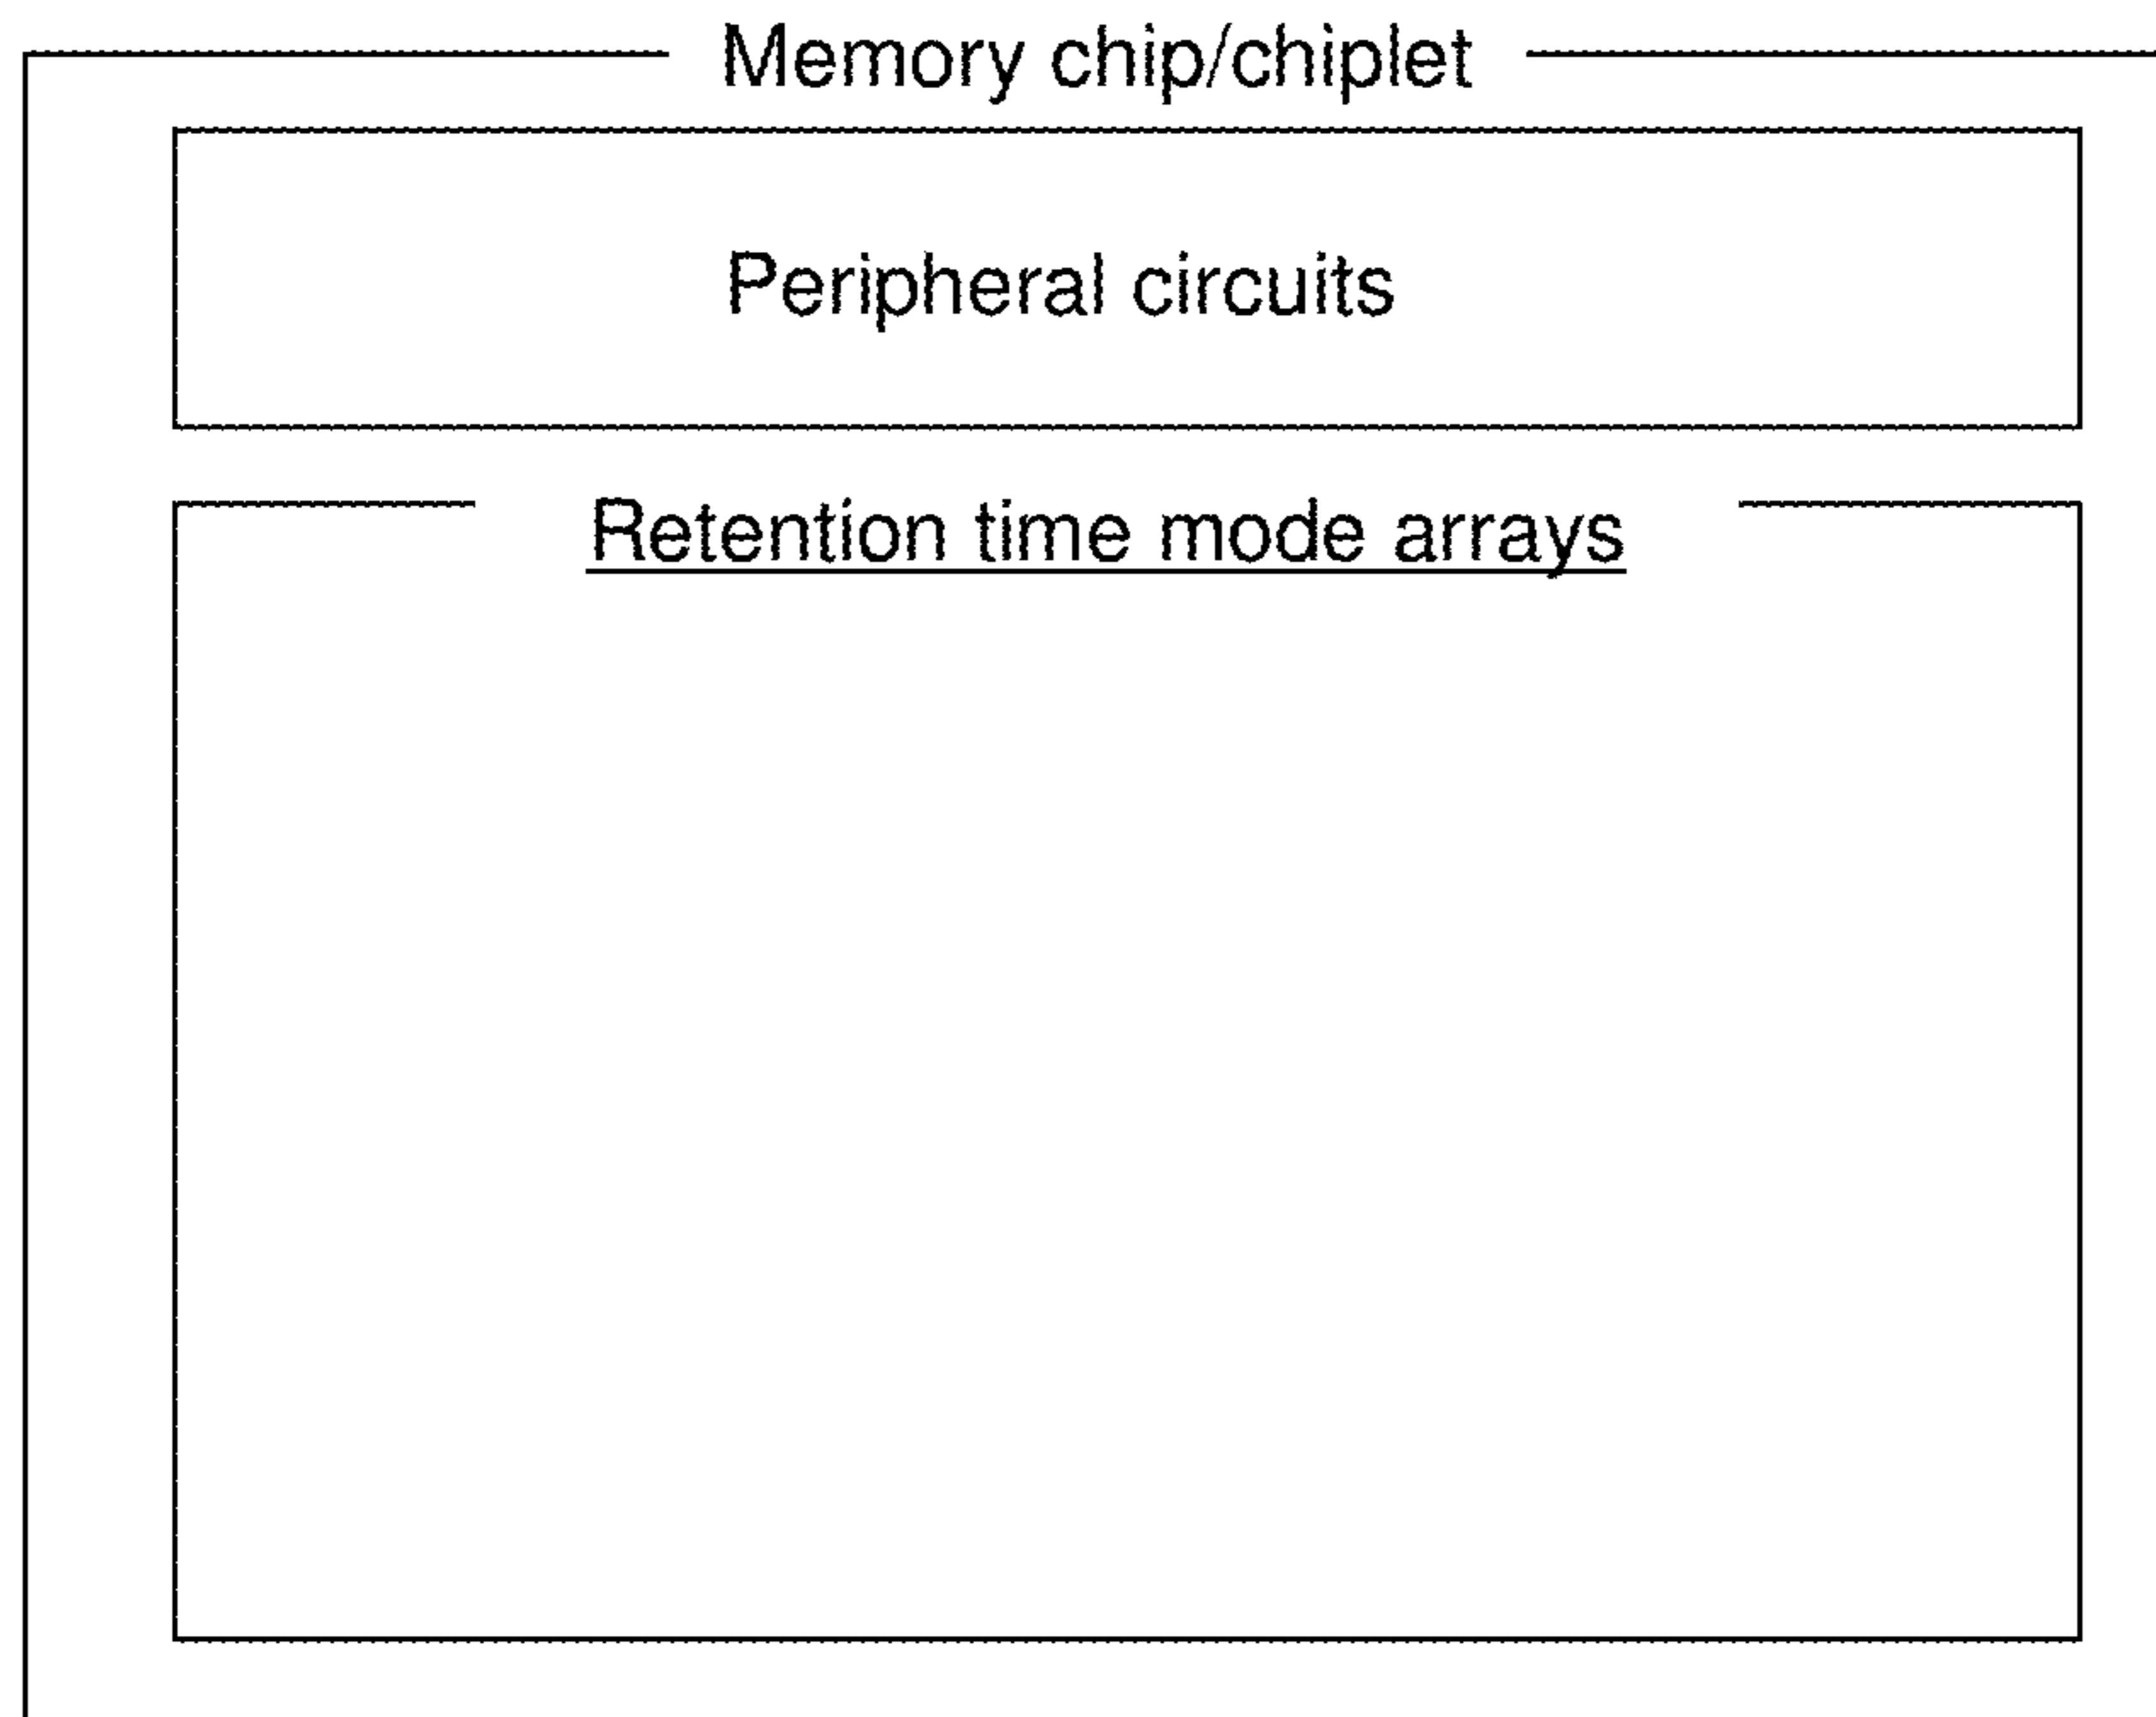 Memory chip/chiplet
Peripheral circuits
Retention time mode arrays